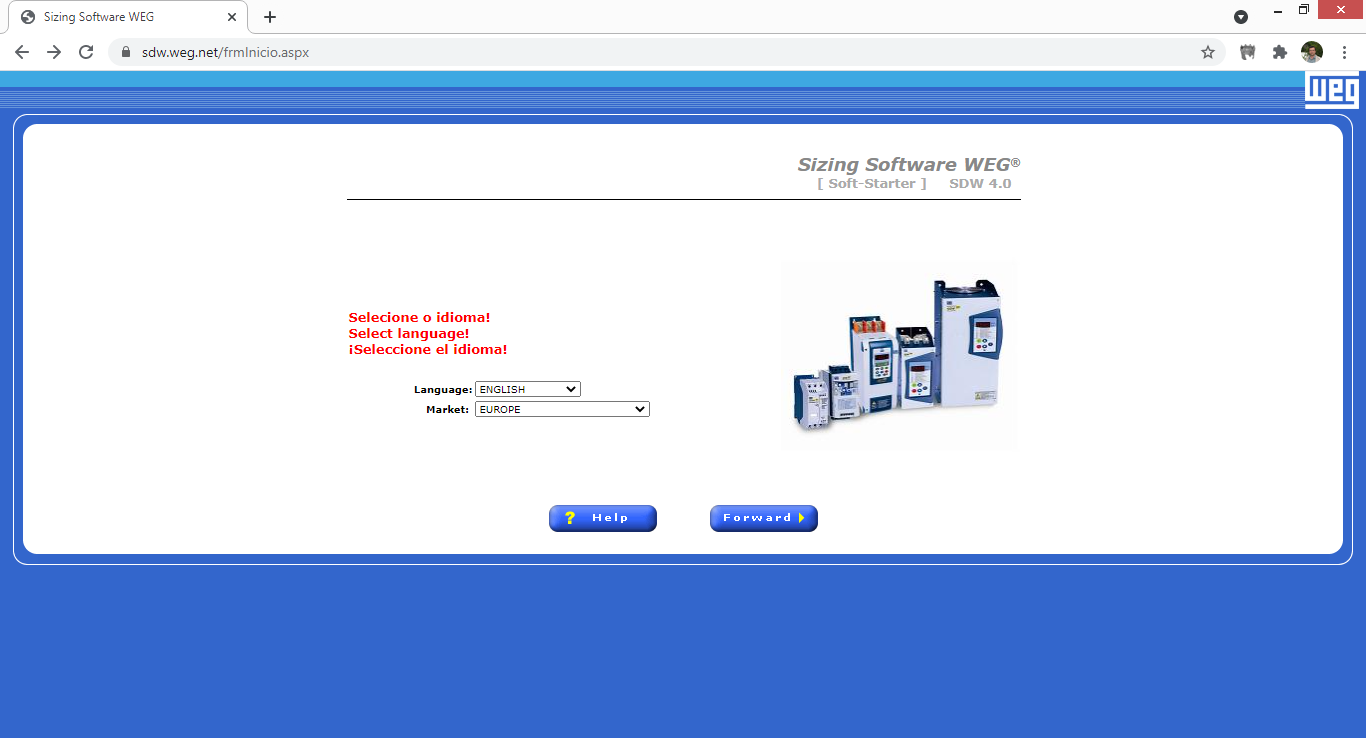 Sizing Software WEG
sdw.weg.net/frmInicio.aspx
weg
Sizing Software WEG®
[ Soft-Starter ] SDW 4.0
Selecione o idioma!
Select language!
¡Seleccione el idioma!
Language: ENGLISH
Market: EUROPE
? Help
Forward